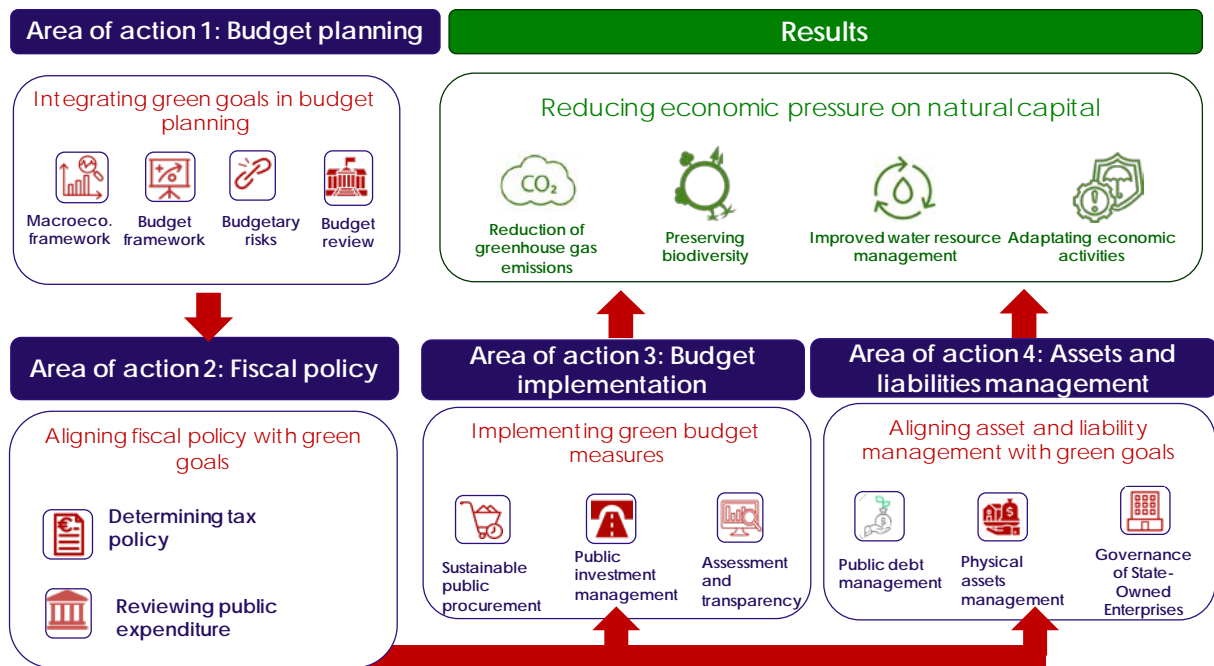 Area of action 1: Budget planning
Integrating green goals in budget
planning
Macroeco.
framework
Budget
framework
Budgetary
risks
Budget
review
Results
Reducing economic pressure on natural capital
CO₂
Reduction of
greenhouse gas
emissions
Preserving
biodiversity
Improved water resource
management
Adaptating economic
activities
Area of action 2: Fiscal policy
Aligning fiscal policy with green
goals
Determining tax
policy
Reviewing public
expenditure
Area of action 3: Budget
implementation
Implementing green budget
measures
Sustainable
public
procurement
Public
investment
management
Assessment
and
transparency
Area of action 4: Assets and
liabilities management
Aligning asset and liability
management with green goals
Public debt
management
Physical
assets
management
Governance
of State-
Owned
Enterprises